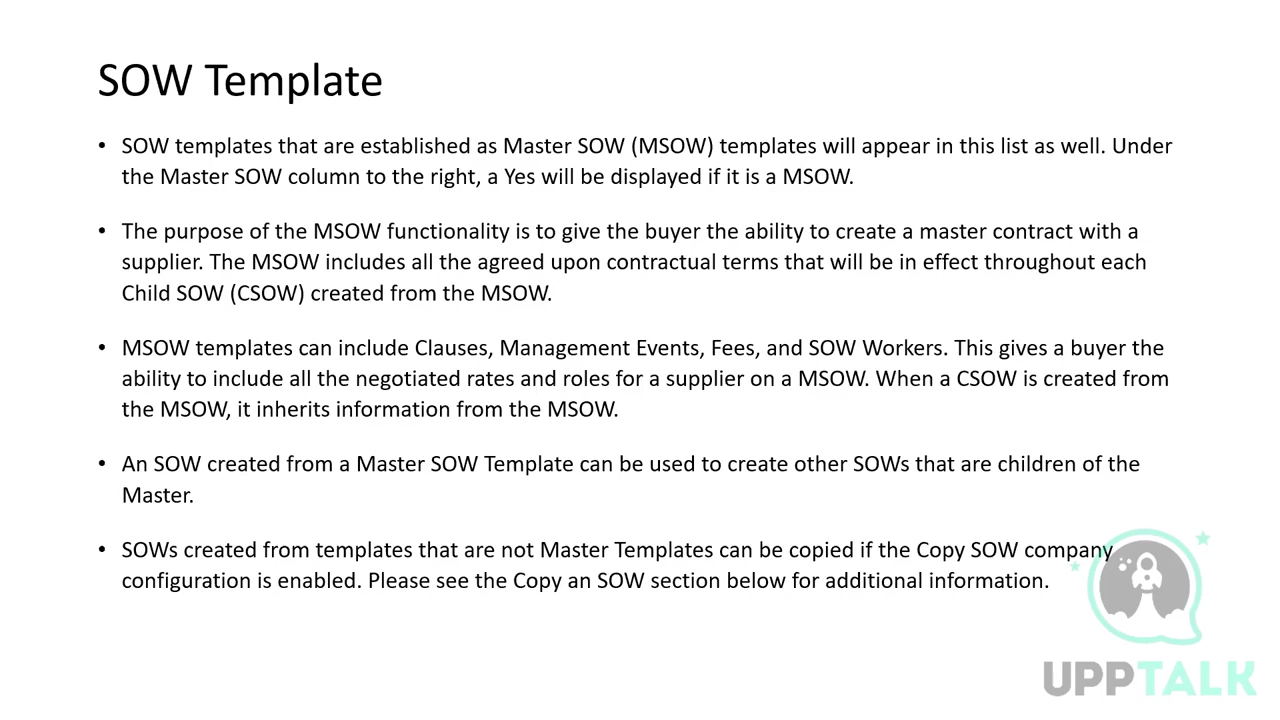 SOW Template
• SOW templates that are established as Master SOW (MSOW) templates will appear in this list as well. Under
the Master SOW column to the right, a Yes will be displayed if it is a MSOW.
• The purpose of the MSOW functionality is to give the buyer the ability to create a master contract with a
supplier. The MSOW includes all the agreed upon contractual terms that will be in effect throughout each
Child SOW (CSOW) created from the MSOW.
• MSOW templates can include Clauses, Management Events, Fees, and SOW Workers. This gives a buyer the
ability to include all the negotiated rates and roles for a supplier on a MSOW. When a CSOW is created from
the MSOW, it inherits information from the MSOW.
• An SOW created from a Master SOW Template can be used to create other SOWs that are children of the
Master.
• SOWs created from templates that are not Master Templates can be copied if the Copy SOW company
configuration is enabled. Please see the Copy an SOW section below for additional information.
UPPTALK